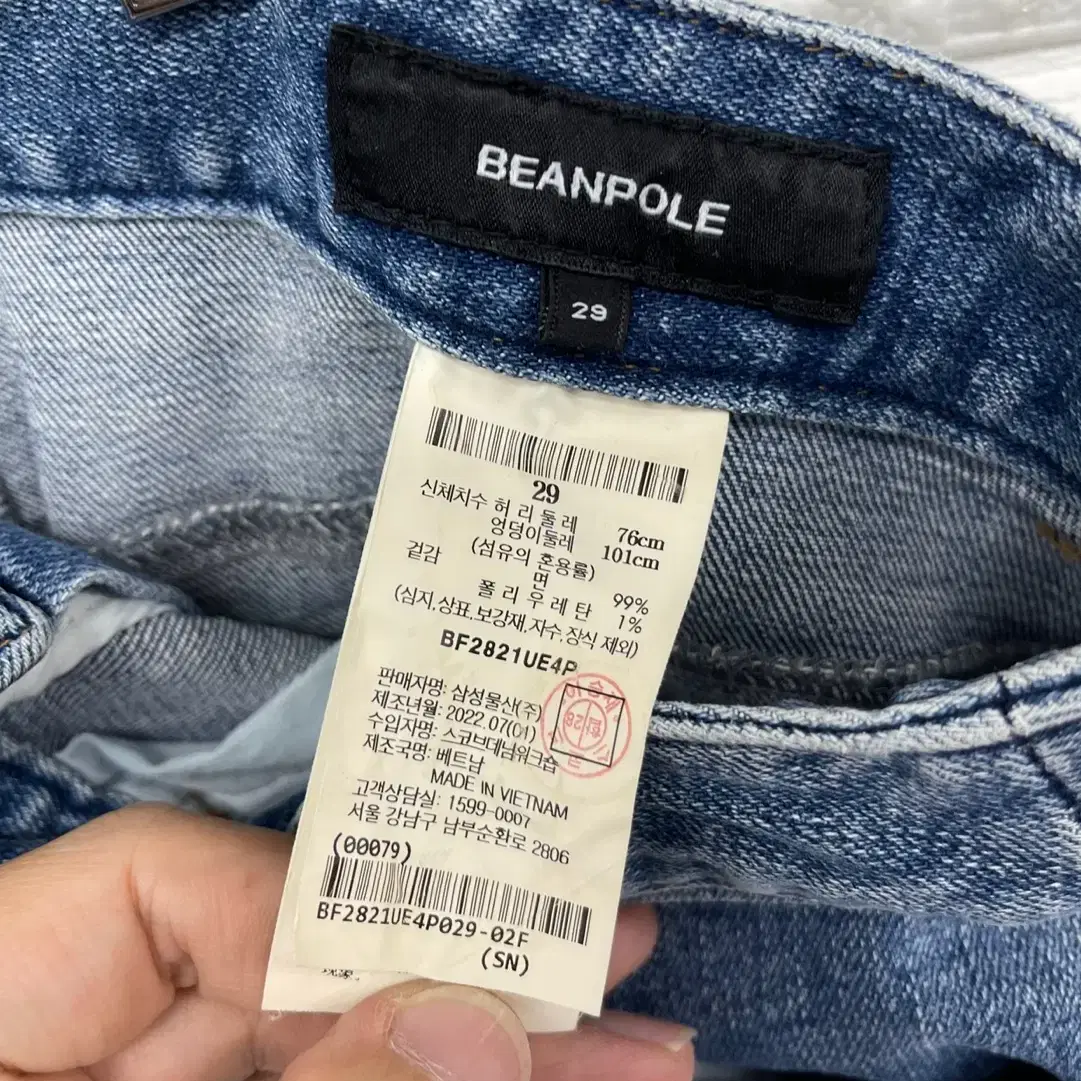 BEANPOLE
29
29
신체치수 허 리 둘 레 76cm
엉덩이둘레 101cm
겉감 (섬유의 혼용률)
면 99%
폴 리 우 레 탄 1%
(심지,상표,보강재,자수,장식 제외)
BF2821UE4P
판매자명: 삼성물산(주)
제조년월: 2022.07(01)
수입자명: 스코브데님워크숍
제조국명: 베트남
MADE IN VIETNAM
고객상담실: 1599-0007
서울 강남구 남부순환로 2806
(00079)
BF2821UE4P029-02F
(SN)